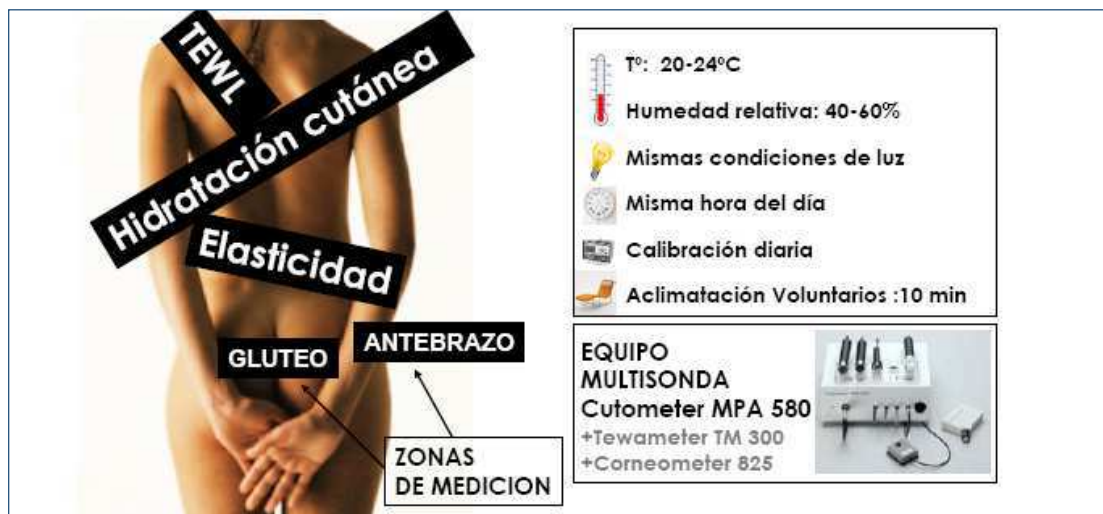 TEWL
Hidratación cutánea
Elasticidad
GLUTEO
ANTEBRAZO
ZONAS
DE MEDICION
Tº: 20-24ºC
Humedad relativa: 40-60%
Mismas condiciones de luz
Misma hora del día
Calibración diaria
Aclimatación Voluntarios :10 min
EQUIPO
MULTISONDA
Cutometer MPA 580
+Tewameter TM 300
+Corneometer 825